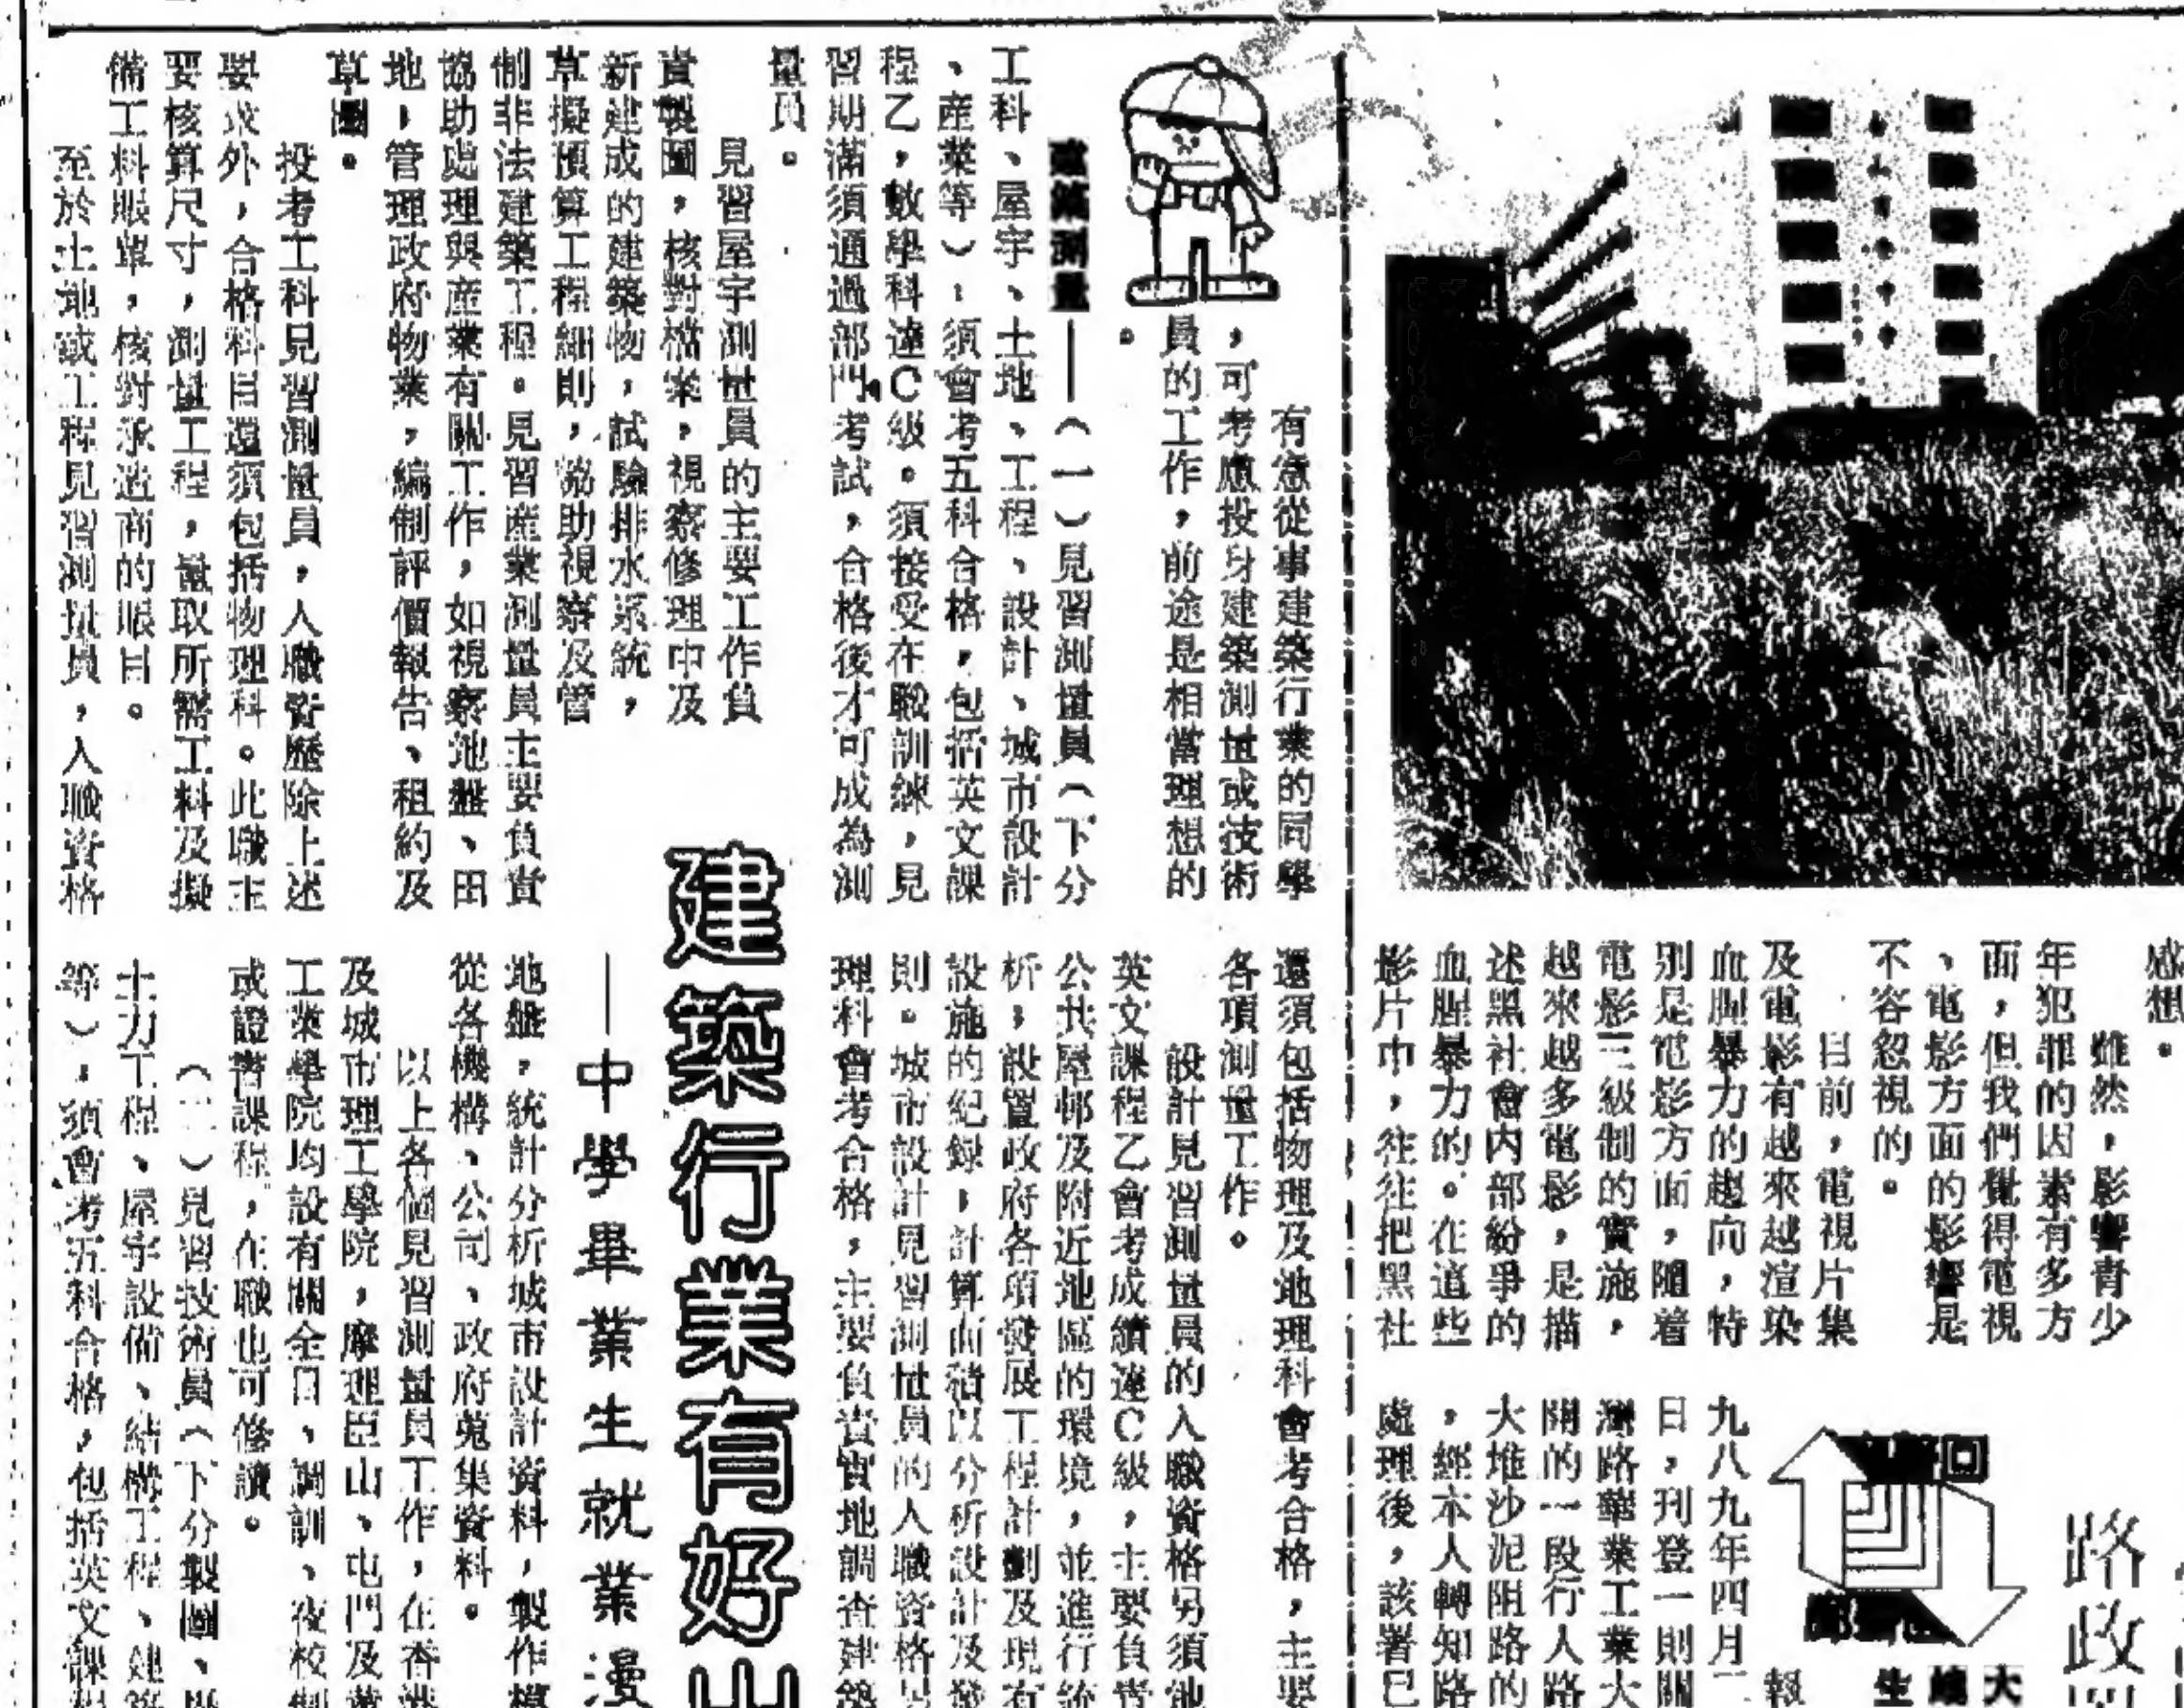 建築行業有好出
——中學畢業生就業漫
有意從事建築行業的同學
，可考慮投身建築測量或技術
員的工作，前途是相當理想的
。
建築測量——（一）見習測量員（下分
工科、屋宇、土地、工程、設計、城市設計
、產業等）：須會考五科合格，包括英文課
程乙，數學科達C級。須接受在職訓練，見
習期滿須通過部門考試，合格後才可成為測
量員。
見習屋宇測量員的主要工作負
責製圖，核對檔案，視察修理中及
新建成的建築物，試驗排水系統，
草擬預算工程細則，協助視察及管
制非法建築工程。見習產業測量員主要負責
協助處理與產業有關工作，如視察地盤、田
地，管理政府物業，編制評價報告、租約及
草圖。
投考工科見習測量員，入職資歷除上述
要求外，合格科目還須包括物理科。此職主
要核算尺寸，測量工程，量取所需工料及擬
備工料賬單，核對承造商的賬目。
至於土地或工程見習測量員，入職資格
還須包括物理及地理科會考合格，主要
各項測量工作。
設計見習測量員的入職資格另須地
英文課程乙會考成績達C級，主要負責
公共屋邨及附近地區的環境，並進行統
析，設置政府各項發展工程計劃及現有
設施的紀錄，計算面積以分析設計及發
則。城市設計見習測量員的入職資格另
理科會考合格，主要負責實地調查建築
地盤，統計分析城市設計資料，製作模
從各機構、公司、政府蒐集資料。
以上各個見習測量員工作，在香港
及城市理工學院，摩理臣山、屯門及葵
工業學院均設有關全日、調訓、夜校制
或證書課程，在職也可修讀。
（二）見習技術員（下分製圖、
土力工程、屋宇設備、結構工程、建築
等）：須會考五科合格，包括英文課程
感想。
雖然，影響青少
年犯罪的因素有多方
面，但我們覺得電視
、電影方面的影響是
不容忽視的。
目前，電視片集
及電影有越來越渲染
血腥暴力的趨向，特
別是電影方面，隨着
電影三級制的實施，
越來越多電影，是描
述黑社會內部紛爭的
血腥暴力的。在這些
影片中，往往把黑社
路政
回
大
生
報
九八九年四月二
日，刊登一則關
路華業工業大
關的一段行人路
大堆沙泥阻路的
，經本人轉知路
處理後，該署已